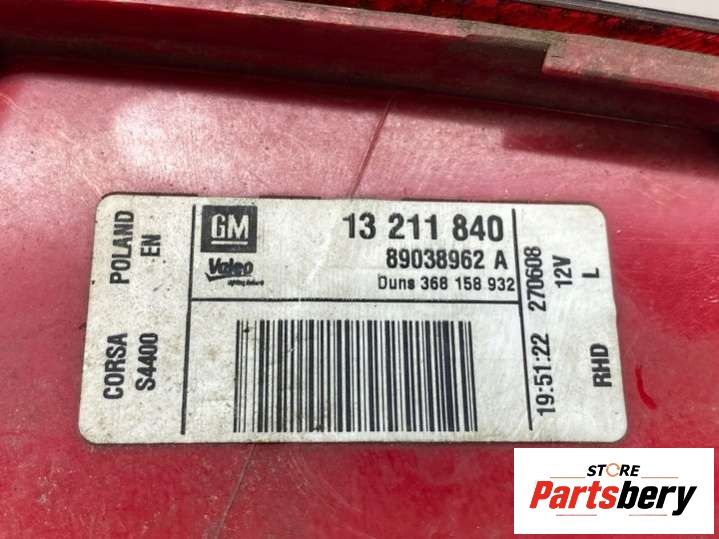 CORSA POLAND
S4400 EN
GM
Valeo
13 211 840
89038962 A
Duns 368 158 932
19:51:22 270608
12V
RHD L
STORE
Partsbery